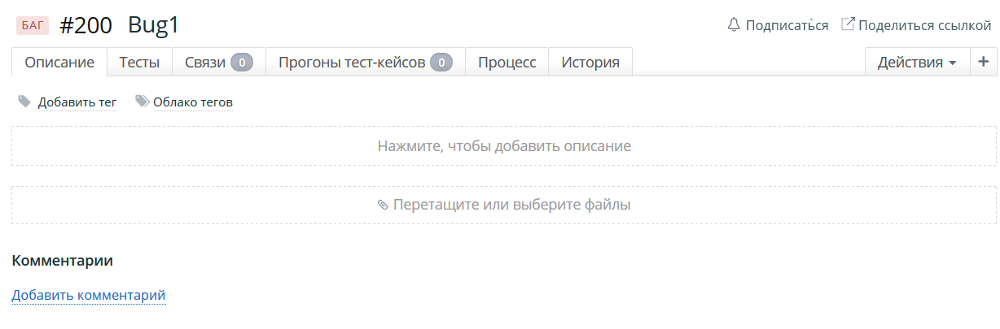 БАГ #200 Bug1 Подписаться Поделиться ссылкой
Описание Тесты Связи 0 Прогоны тест-кейсов 0 Процесс История Действия +
Добавить тег Облако тегов
Нажмите, чтобы добавить описание
Перетащите или выберите файлы
Комментарии
Добавить комментарий